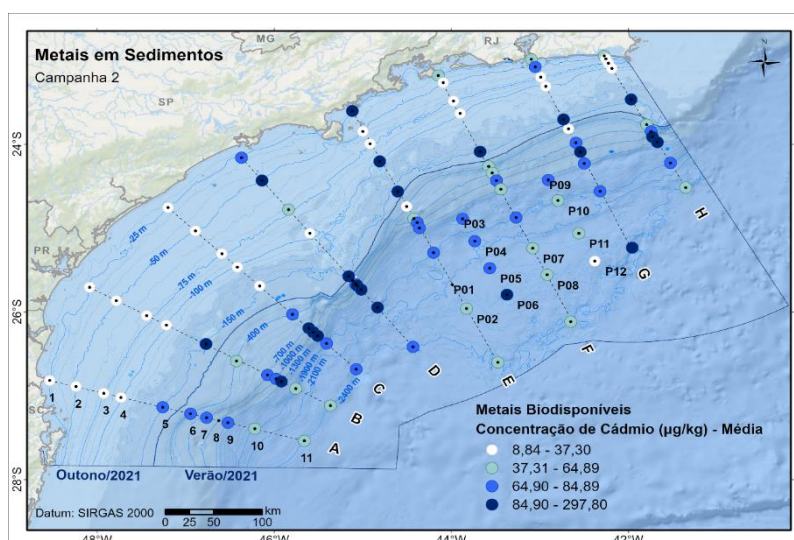 MG
RJ
Metais em Sedimentos
Campanha 2
SP
PR
SC
24°S
26°S
28°S
-25 m
-50 m
-75 m
-100 m
-150 m
-400 m
-700 m
-1000 m
-1300 m
-1900 m
-2100 m
-2400 m
P09
P10
P03
P11
P04
P07
P12
P05
P08
P01
P06
P02
H
G
F
E
D
C
B
A
1
2
3
4
5
6
7
8
9
10
11
Outono/2021
Verão/2021
Datum: SIRGAS 2000
km
0 25 50 100
Metais Biodisponíveis
Concentração de Cádmio (µg/kg) - Média
8,84 - 37,30
37,31 - 64,89
64,90 - 84,89
84,90 - 297,80
48°W
46°W
44°W
42°W